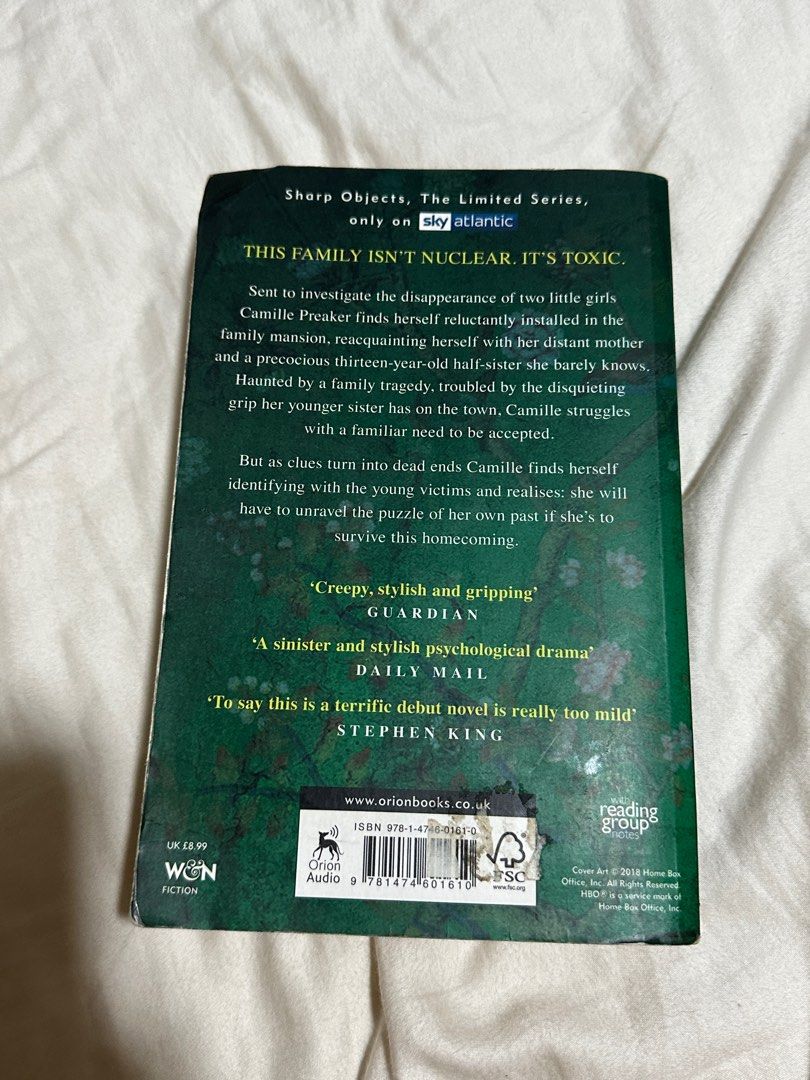 Sharp Objects, The Limited Series,
only on sky atlantic
THIS FAMILY ISN'T NUCLEAR. IT'S TOXIC.
Sent to investigate the disappearance of two little girls
Camille Preaker finds herself reluctantly installed in the
family mansion, reacquainting herself with her distant mother
and a precocious thirteen-year-old half-sister she barely knows.
Haunted by a family tragedy, troubled by the disquieting
grip her younger sister has on the town, Camille struggles
with a familiar need to be accepted.
But as clues turn into dead ends Camille finds herself
identifying with the young victims and realises: she will
have to unravel the puzzle of her own past if she's to
survive this homecoming.
'Creepy, stylish and gripping'
GUARDIAN
'A sinister and stylish psychological drama'
DAILY MAIL
'To say this is a terrific debut novel is really too mild'
STEPHEN KING
www.orionbooks.co.uk
ISBN 978-1-4746-0161-0
Orion
Audio
9 781474 601610
FSC
www.fsc.org
with
reading
group
notes
UK £8.99
W&N
FICTION
Cover Art © 2018 Home Box
Office, Inc. All Rights Reserved.
HBO® is a service mark of
Home Box Office, Inc.